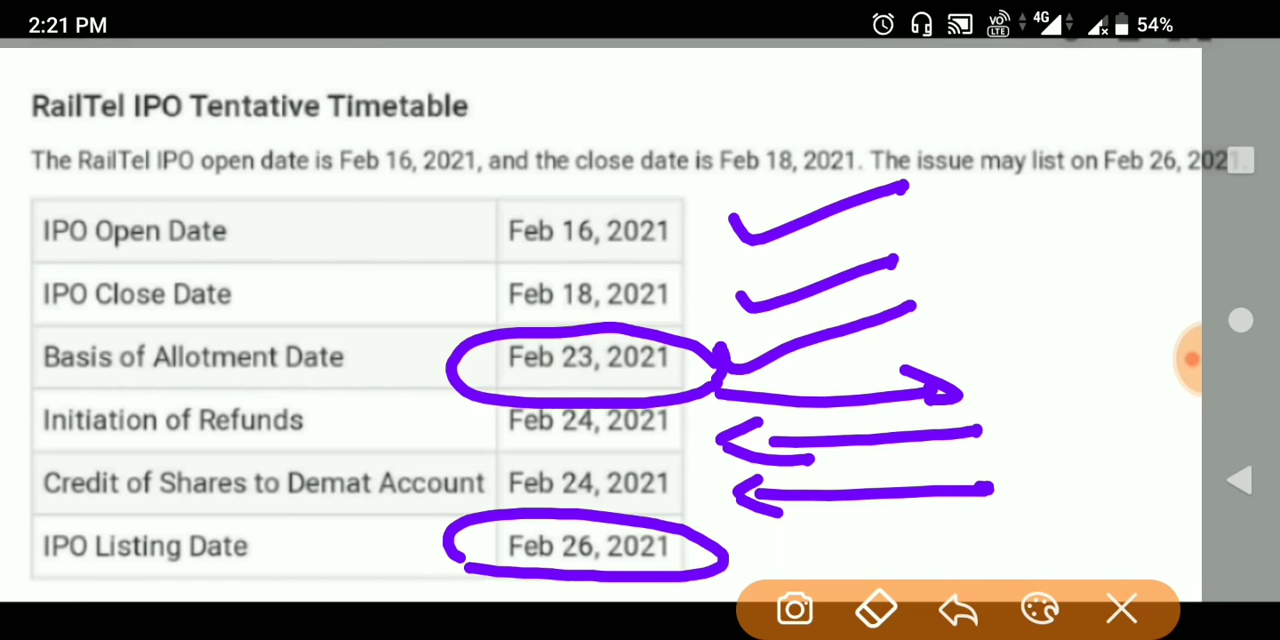 2:21 PM
VO LTE 4G 54%
RailTel IPO Tentative Timetable
The RailTel IPO open date is Feb 16, 2021, and the close date is Feb 18, 2021. The issue may list on Feb 26, 2021.
IPO Open Date Feb 16, 2021
IPO Close Date Feb 18, 2021
Basis of Allotment Date Feb 23, 2021
Initiation of Refunds Feb 24, 2021
Credit of Shares to Demat Account Feb 24, 2021
IPO Listing Date Feb 26, 2021